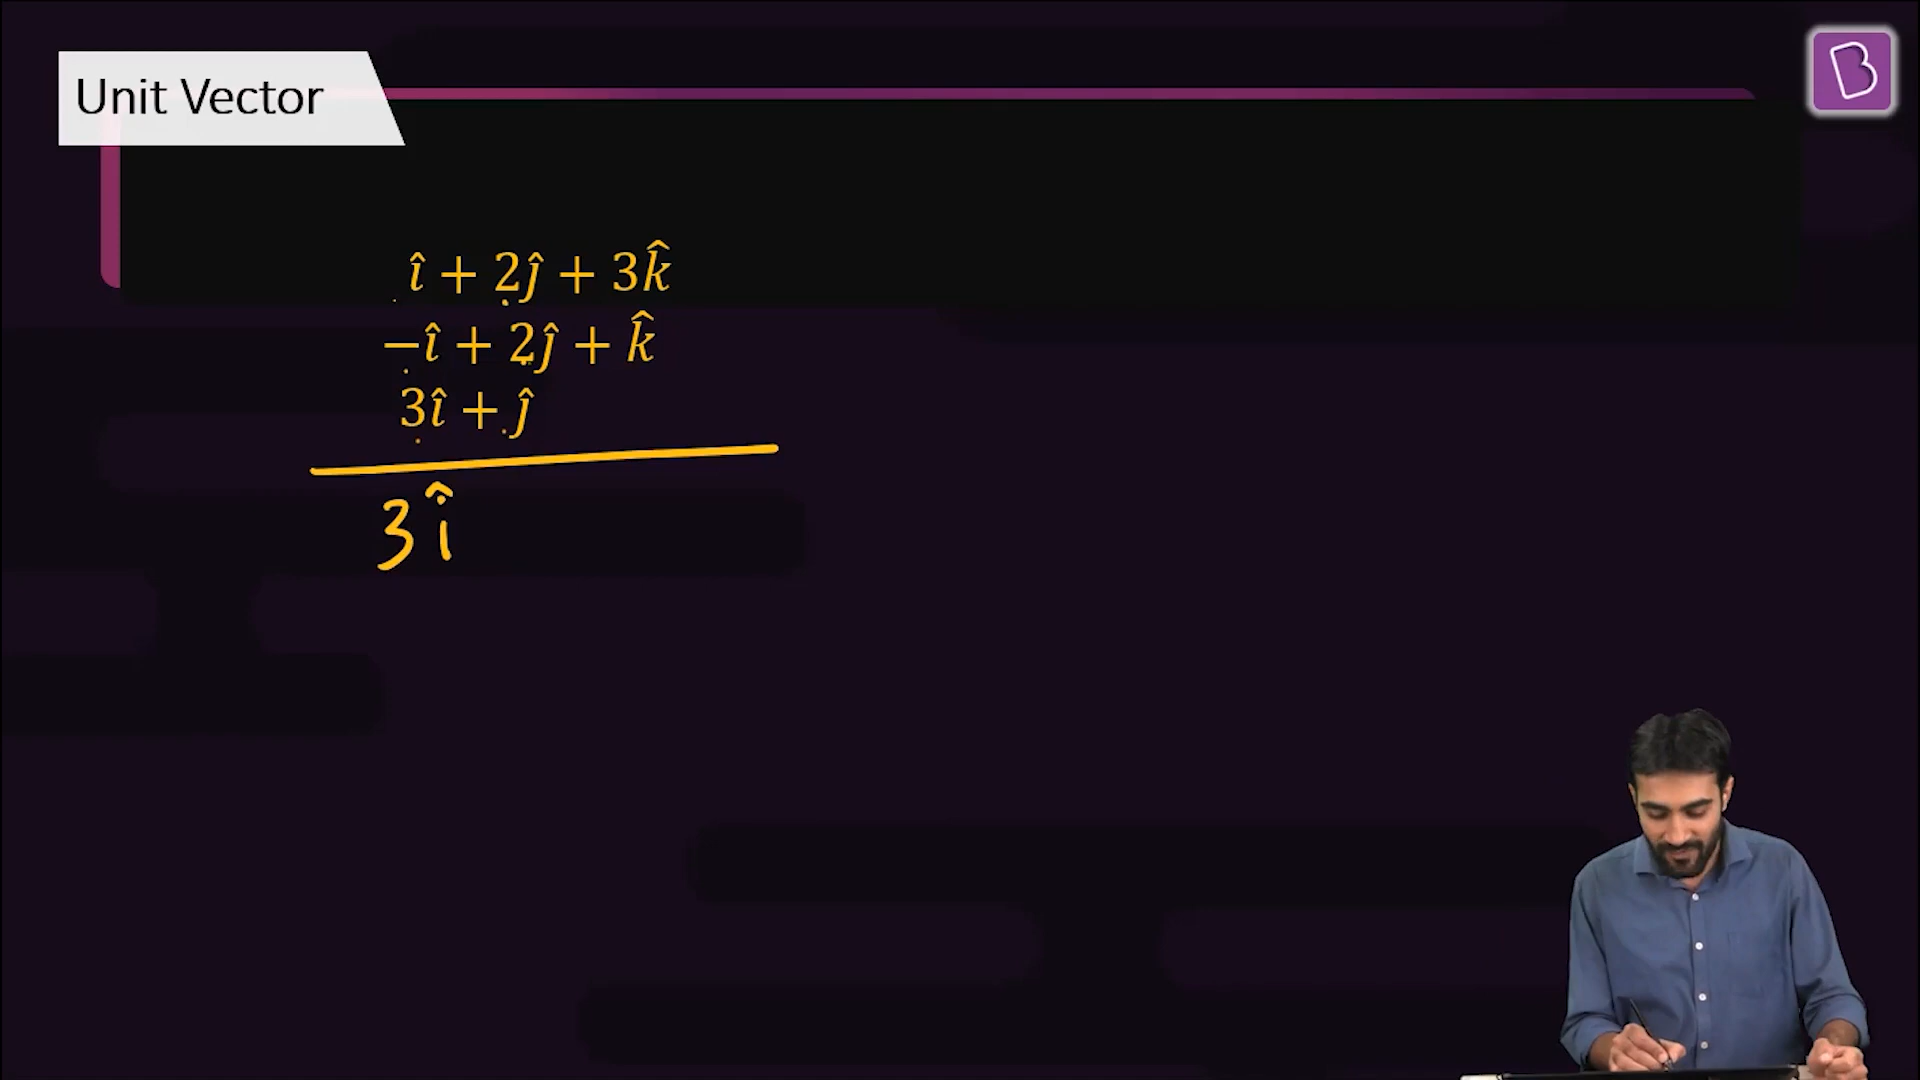 Unit Vector
B
î + 2ĵ + 3k̂
−î + 2ĵ + k̂
3î + ĵ
3î